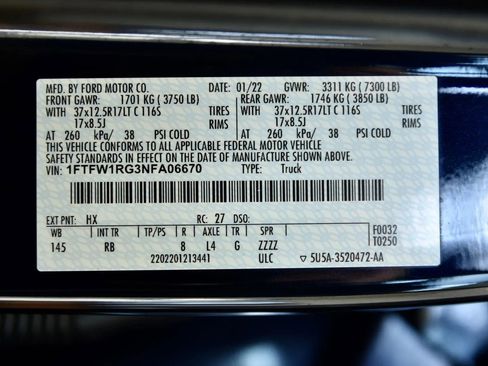 MFD. BY FORD MOTOR CO. 01/22 GVWR: 3311 KG ( 7300 LB)
FRONT GAWR: 1701 KG ( 3750 LB) REAR GAWR: 1746 KG ( 3850 LB)
WITH 37x12.5R17LT C 116S TIRES WITH 37x12.5R17LT C 116S TIRES
17x8.5J RIMS 17x8.5J RIMS
AT 260 kPa/ 38 PSI COLD AT 260 kPa/ 38 PSI COLD
THIS VEHICLE CONFORMS TO ALL APPLICABLE FEDERAL MOTOR VEHICLE
SAFETY STANDARDS IN EFFECT ON THE DATE OF MANUFACTURE SHOWN ABOVE.
VIN: 1FTFW1RG3NFA06670 TYPE: Truck
EXT PNT: HX RC: 27 DSO: F0032
WB INT TR TP/PS R AXLE TR SPR T0250
145 RB 8 L4 G ZZZZ
2202201213441 ULC ▽ 5U5A-3520472-AA